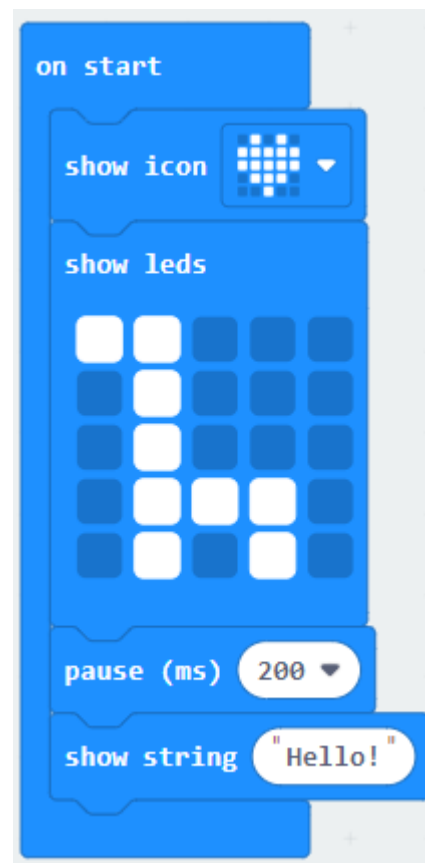 on start
show icon
show leds
pause (ms) 200
show string "Hello!"